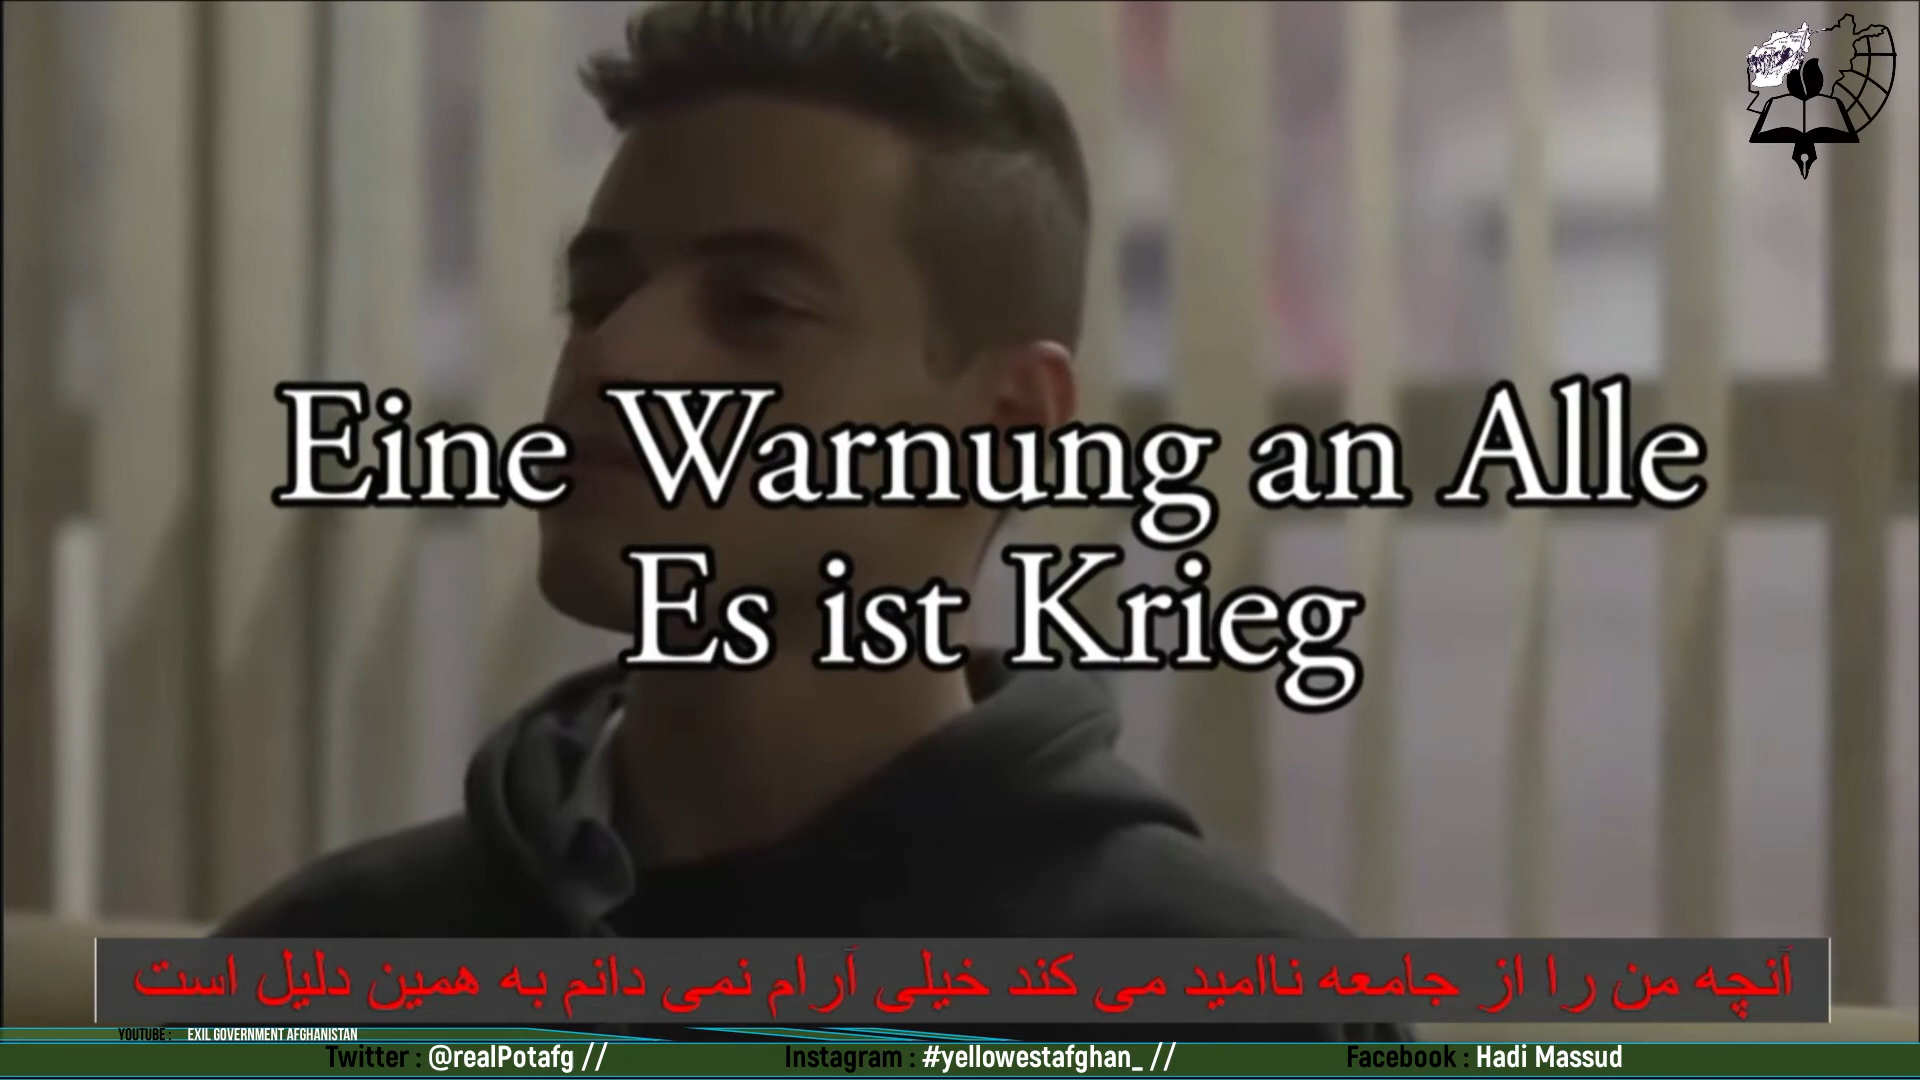 Eine Warnung an Alle
Es ist Krieg
آنچه من را از جامعه ناامید می کند خیلی آرام نمی دانم به همین دلیل است
YOUTUBE : EXIL GOVERNMENT AFGHANISTAN
Twitter : @realPotafg // Instagram : #yellowestafghan_ // Facebook : Hadi Massud